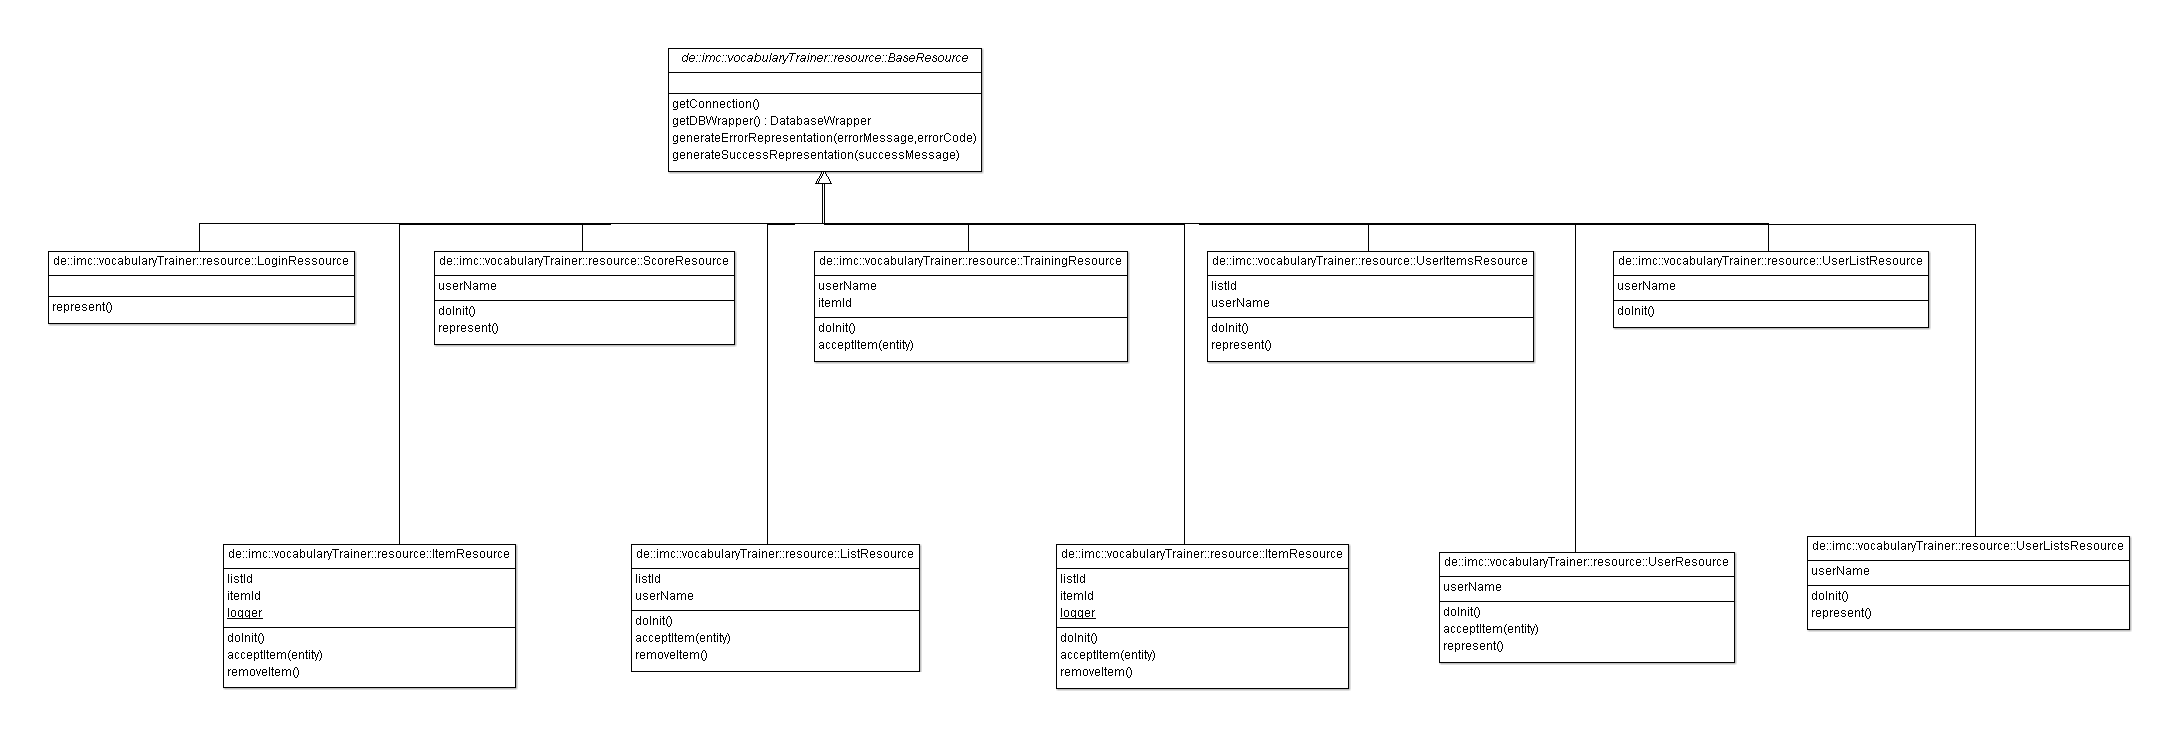 de::imc::vocabularyTrainer::resource::BaseResource
getConnection()
getDBWrapper() : DatabaseWrapper
generateErrorRepresentation(errorMessage,errorCode)
generateSuccessRepresentation(successMessage)
de::imc::vocabularyTrainer::resource::LoginRessource
represent()
de::imc::vocabularyTrainer::resource::ScoreResource
userName
doInit()
represent()
de::imc::vocabularyTrainer::resource::TrainingResource
userName
itemId
doInit()
acceptItem(entity)
de::imc::vocabularyTrainer::resource::UserItemsResource
listId
userName
doInit()
represent()
de::imc::vocabularyTrainer::resource::UserListResource
userName
doInit()
de::imc::vocabularyTrainer::resource::ItemResource
listId
itemId
logger
doInit()
acceptItem(entity)
removeItem()
de::imc::vocabularyTrainer::resource::ListResource
listId
userName
doInit()
acceptItem(entity)
removeItem()
de::imc::vocabularyTrainer::resource::ItemResource
listId
itemId
logger
doInit()
acceptItem(entity)
removeItem()
de::imc::vocabularyTrainer::resource::UserResource
userName
doInit()
acceptItem(entity)
represent()
de::imc::vocabularyTrainer::resource::UserListsResource
userName
doInit()
represent()